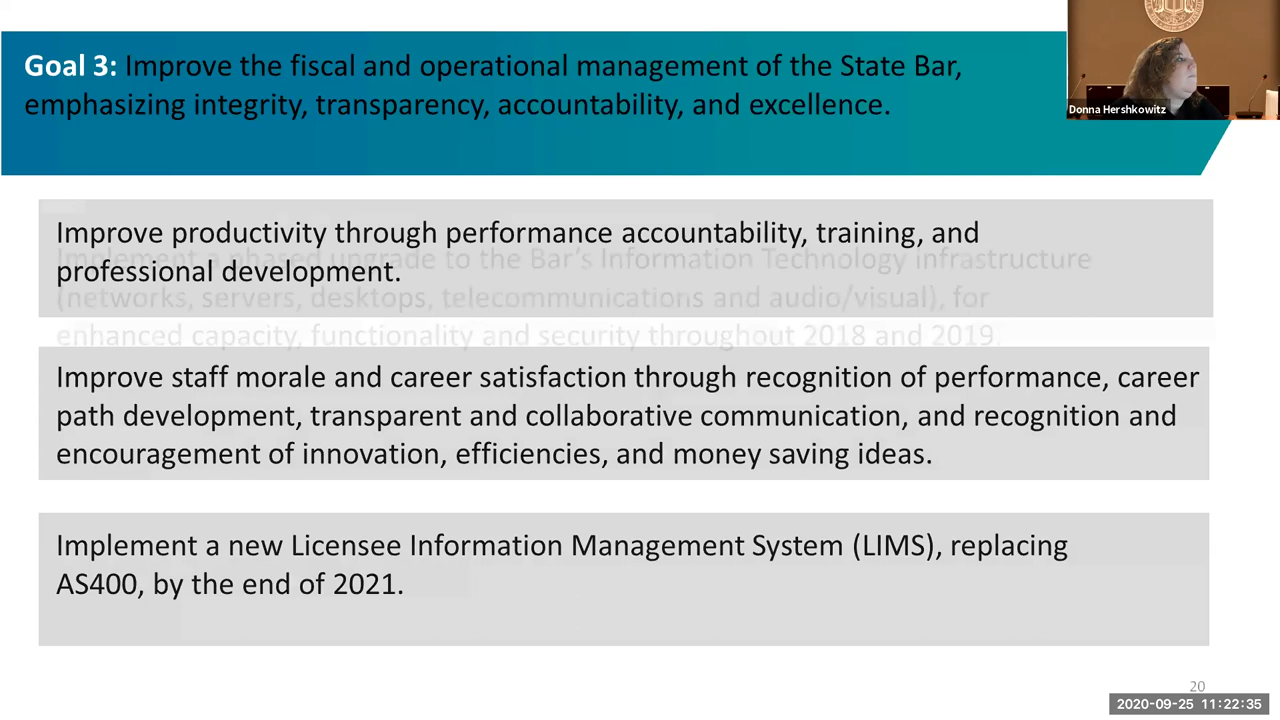 Goal 3: Improve the fiscal and operational management of the State Bar,
emphasizing integrity, transparency, accountability, and excellence.
Donna Hershkowitz
Improve productivity through performance accountability, training, and
professional development.
Implement a phased upgrade to the Bar's Information Technology infrastructure
(networks, servers, desktops, telecommunications and audio/visual), for
enhanced capacity, functionality and security throughout 2018 and 2019.
Improve staff morale and career satisfaction through recognition of performance, career
path development, transparent and collaborative communication, and recognition and
encouragement of innovation, efficiencies, and money saving ideas.
Implement a new Licensee Information Management System (LIMS), replacing
AS400, by the end of 2021.
20
2020-09-25 11:22:35